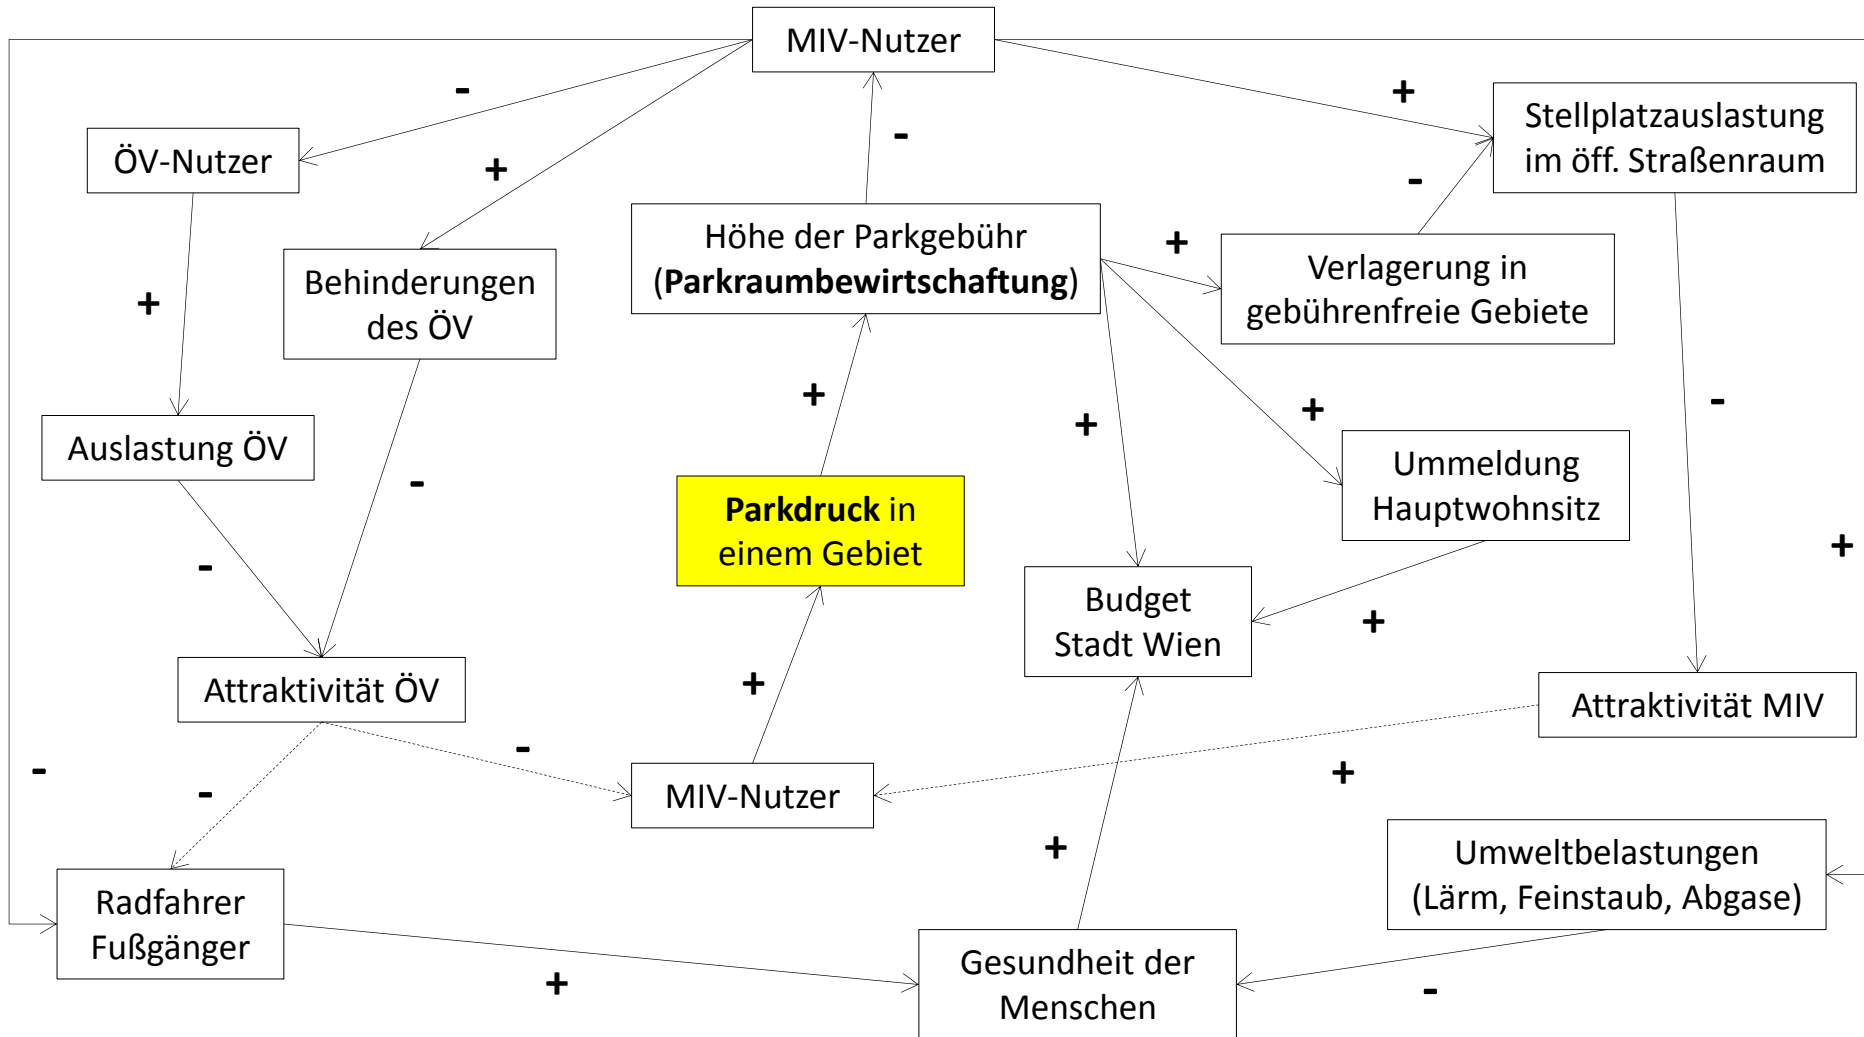 MIV-Nutzer
-
+
-
+
-
ÖV-Nutzer
Stellplatzauslastung
im öff. Straßenraum
Höhe der Parkgebühr
(Parkraumbewirtschaftung)
+
Verlagerung in
gebührenfreie Gebiete
Behinderungen
des ÖV
+
+
+
+
-
Auslastung ÖV
-
Parkdruck in
einem Gebiet
Ummeldung
Hauptwohnsitz
+
-
Budget
Stadt Wien
+
Attraktivität ÖV
+
Attraktivität MIV
-
-
-
MIV-Nutzer
+
+
Umweltbelastungen
(Lärm, Feinstaub, Abgase)
Radfahrer
Fußgänger
+
Gesundheit der
Menschen
-